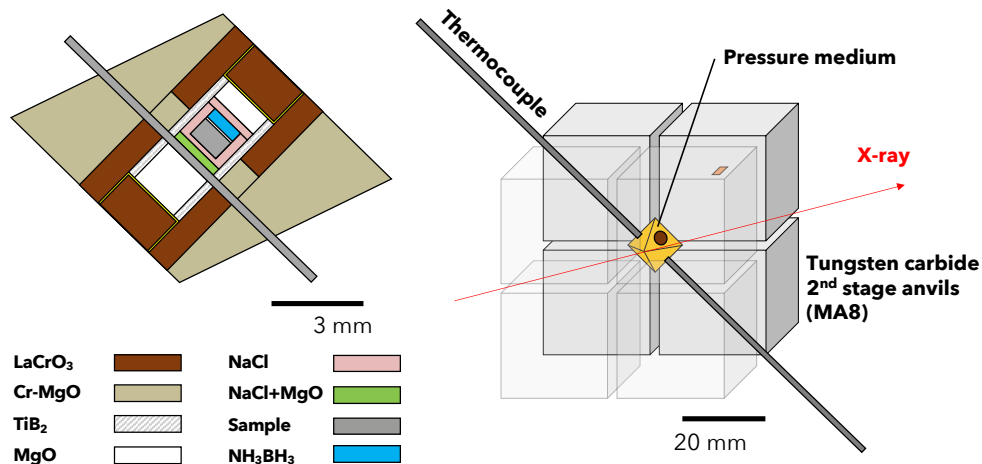 3 mm
LaCrO₃
Cr-MgO
TiB₂
MgO
NaCl
NaCl+MgO
Sample
NH₃BH₃
Thermocouple
Pressure medium
X-ray
Tungsten carbide
2ⁿᵈ stage anvils
(MA8)
20 mm